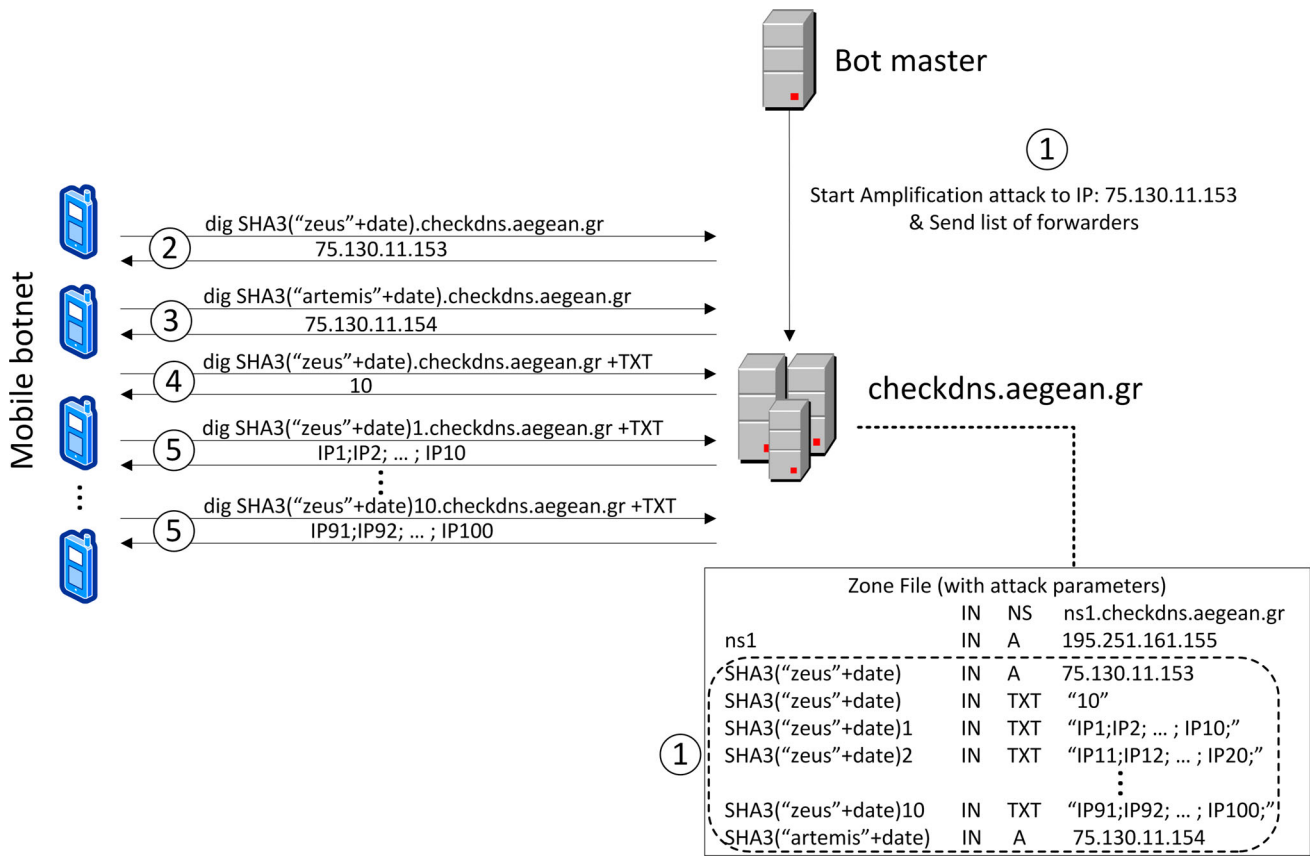 Bot master
①
Start Amplification attack to IP: 75.130.11.153
& Send list of forwarders
Mobile botnet
dig SHA3(“zeus”+date).checkdns.aegean.gr
② 75.130.11.153
dig SHA3(“artemis”+date).checkdns.aegean.gr
③ 75.130.11.154
dig SHA3(“zeus”+date).checkdns.aegean.gr +TXT
④ 10
dig SHA3(“zeus”+date)1.checkdns.aegean.gr +TXT
⑤ IP1;IP2; ... ; IP10
dig SHA3(“zeus”+date)10.checkdns.aegean.gr +TXT
⑤ IP91;IP92; ... ; IP100
checkdns.aegean.gr
Zone File (with attack parameters)
IN NS ns1.checkdns.aegean.gr
ns1 IN A 195.251.161.155
SHA3(“zeus”+date) IN A 75.130.11.153
SHA3(“zeus”+date) IN TXT “10”
SHA3(“zeus”+date)1 IN TXT “IP1;IP2; ... ; IP10;”
① SHA3(“zeus”+date)2 IN TXT “IP11;IP12; ... ; IP20;”
SHA3(“zeus”+date)10 IN TXT “IP91;IP92; ... ; IP100;”
SHA3(“artemis”+date) IN A 75.130.11.154